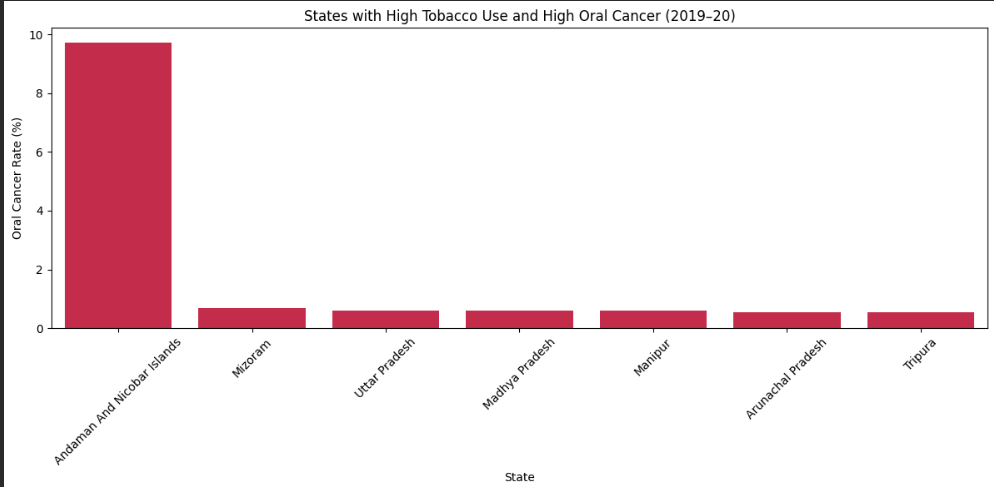 States with High Tobacco Use and High Oral Cancer (2019–20)
Oral Cancer Rate (%)
10
8
6
4
2
0
Andaman And Nicobar Islands
Mizoram
Uttar Pradesh
Madhya Pradesh
Manipur
Arunachal Pradesh
Tripura
State